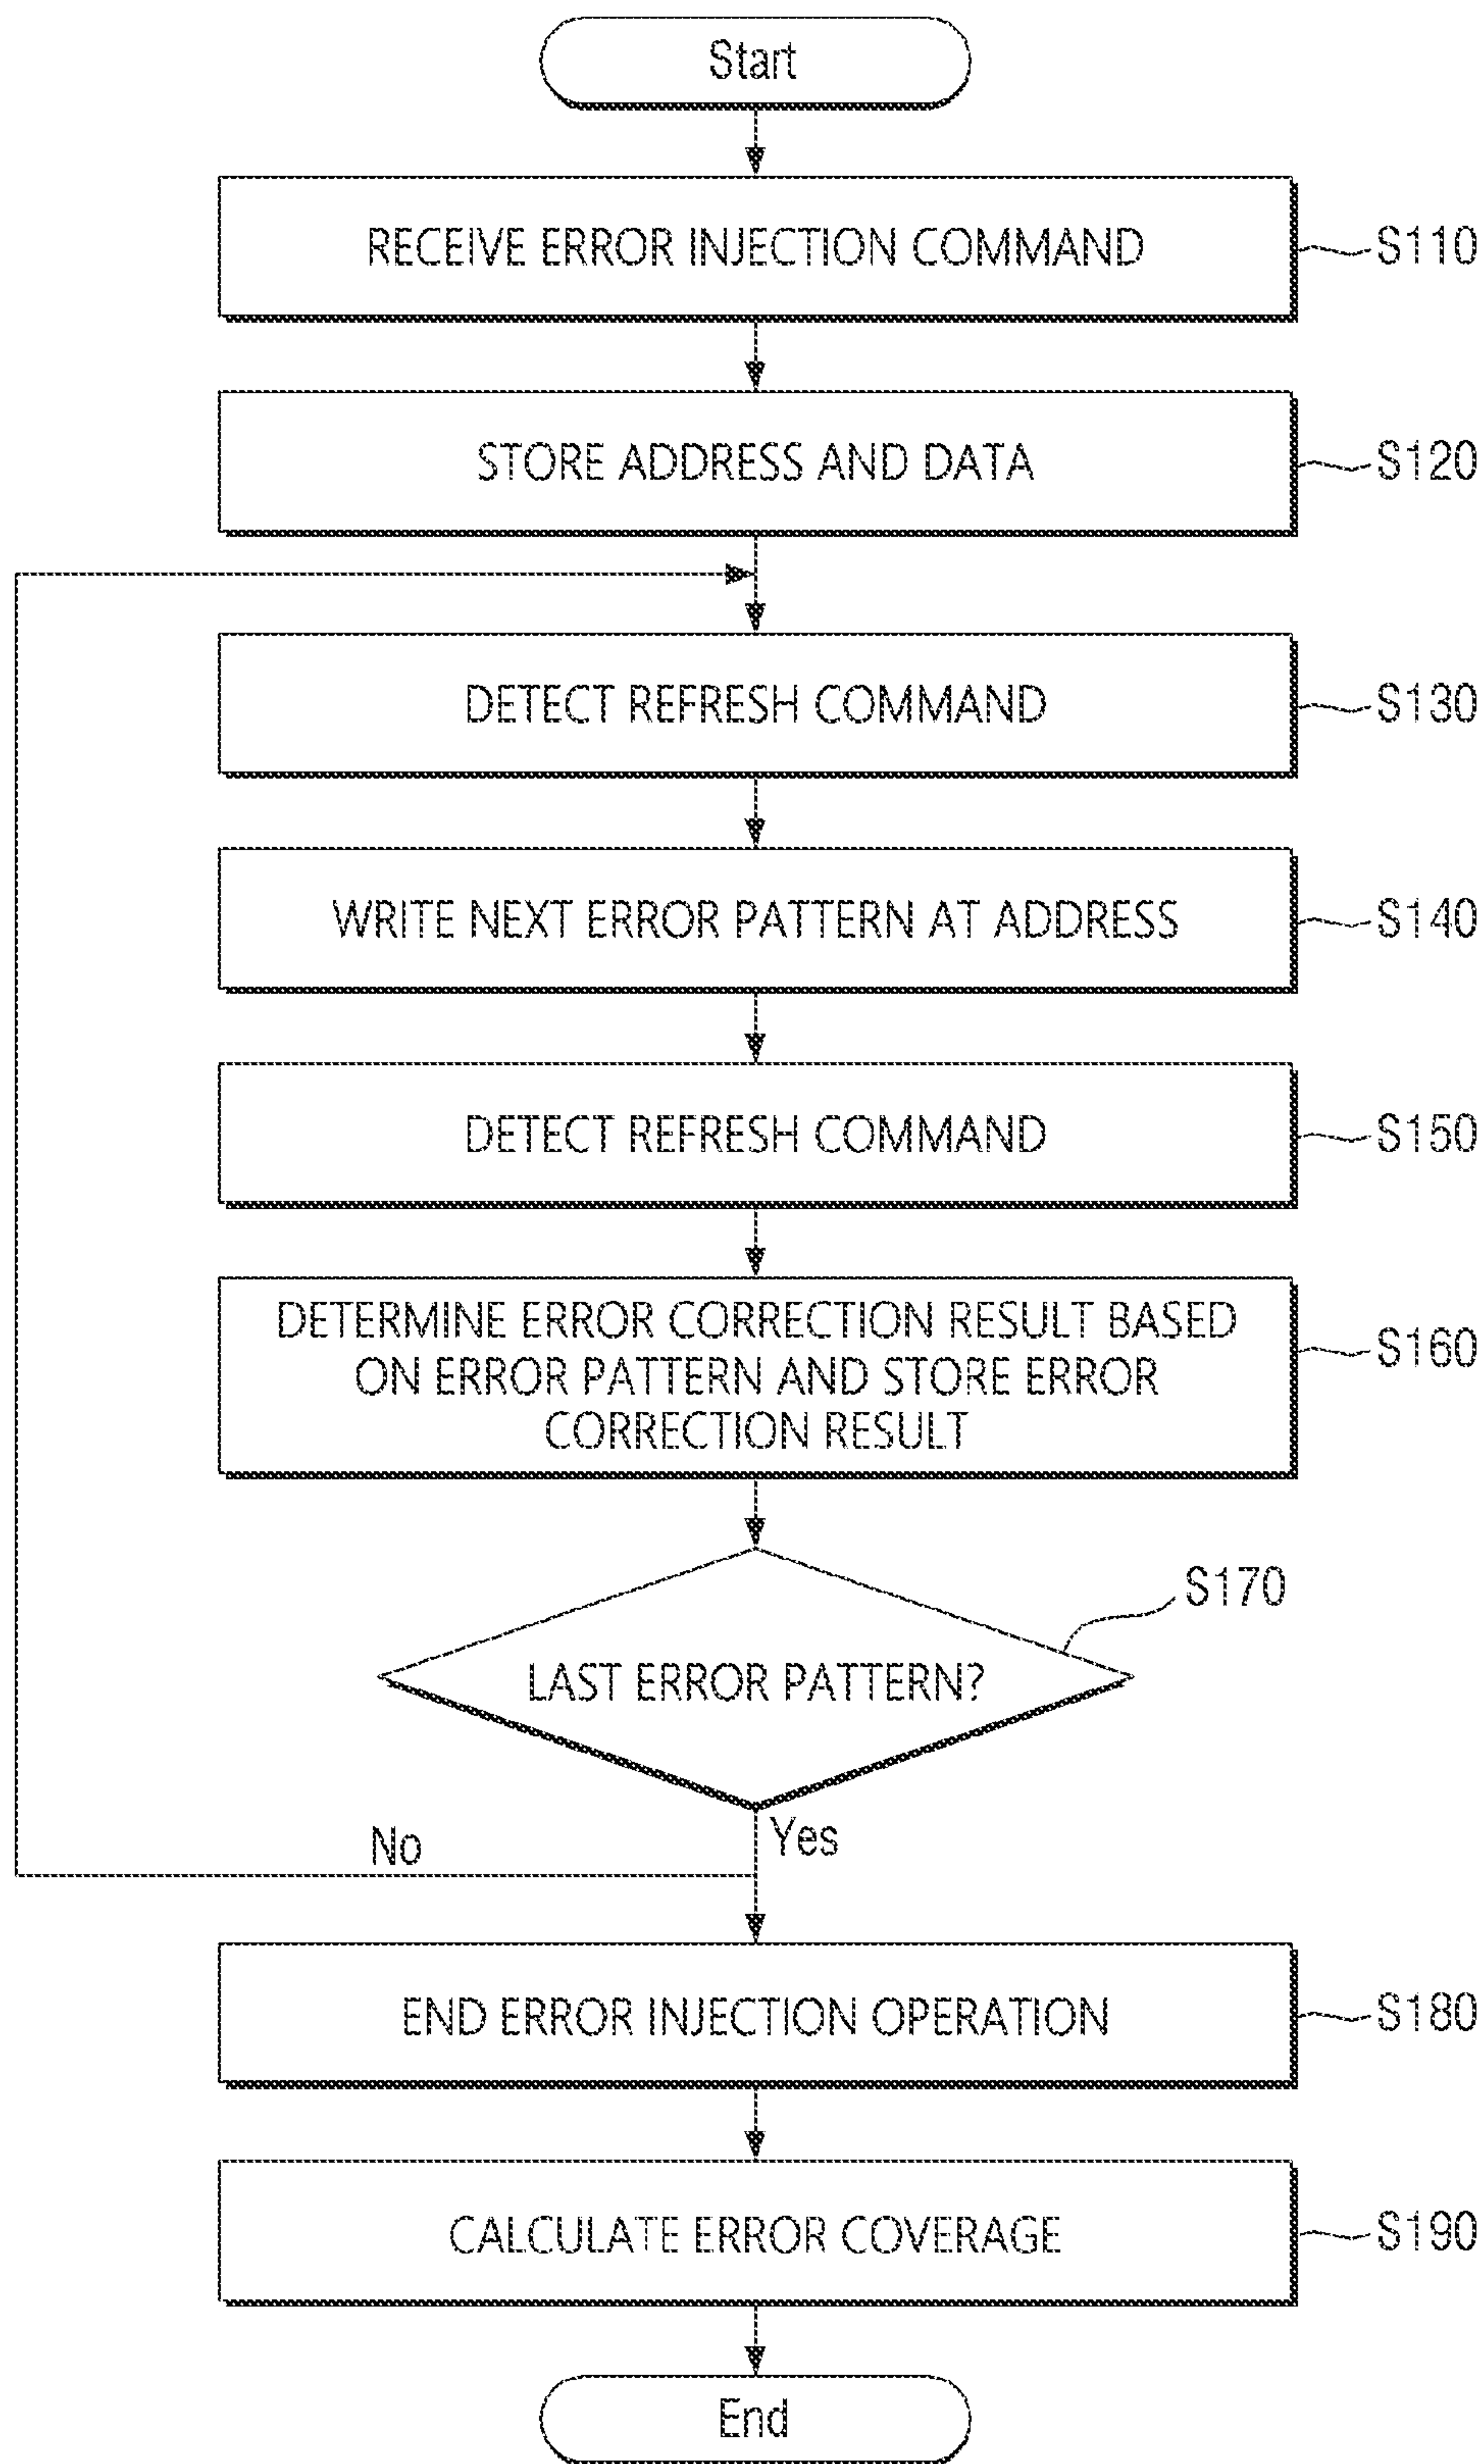 Start
RECEIVE ERROR INJECTION COMMAND
S110
STORE ADDRESS AND DATA
S120
DETECT REFRESH COMMAND
S130
WRITE NEXT ERROR PATTERN AT ADDRESS
S140
DETECT REFRESH COMMAND
S150
DETERMINE ERROR CORRECTION RESULT BASED
ON ERROR PATTERN AND STORE ERROR
CORRECTION RESULT
S160
S170
LAST ERROR PATTERN?
No
Yes
END ERROR INJECTION OPERATION
S180
CALCULATE ERROR COVERAGE
S190
End